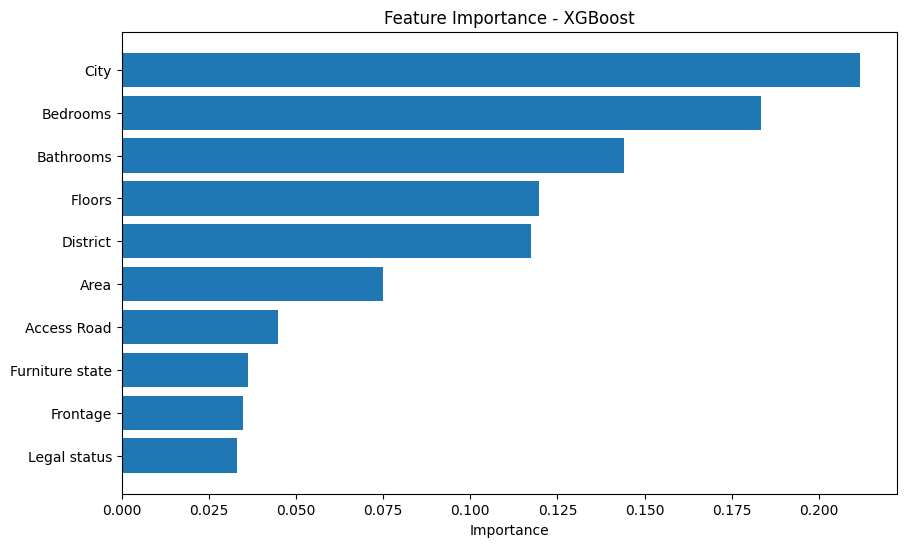 Feature Importance - XGBoost
City
Bedrooms
Bathrooms
Floors
District
Area
Access Road
Furniture state
Frontage
Legal status
0.000 0.025 0.050 0.075 0.100 0.125 0.150 0.175 0.200
Importance